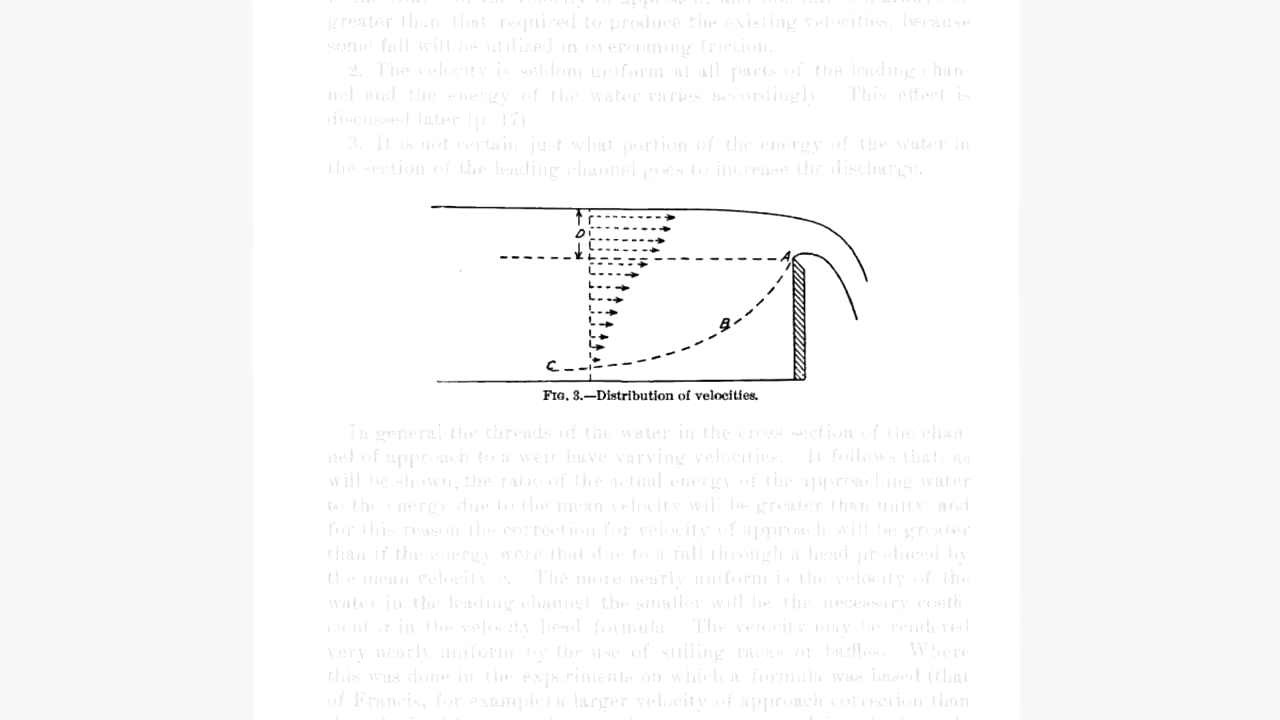 greater than that required to produce the existing velocities, because
some fall will be utilized in overcoming friction.
2. The velocity is seldom uniform at all parts of the leading chan-
nel and the energy of the water varies accordingly. This effect is
discussed later (p. 17)
3. It is not certain just what portion of the energy of the water in
the section of the leading channel goes to increase the discharge.
D
A
B
C
FIG. 3.—Distribution of velocities.
In general the threads of the water in the cross section of the chan-
nel of approach to a weir have varying velocities. It follows that, as
will be shown, the ratio of the actual energy of the approaching water
to the energy due to the mean velocity will be greater than unity and
for this reason the correction for velocity of approach will be greater
than if the energy were that due to a fall through a head produced by
the mean velocity v. The more nearly uniform is the velocity of the
water in the leading channel the smaller will be the necessary coeffi-
cient α in the velocity head formula. The velocity may be rendered
very nearly uniform by the use of stilling racks or baffles. Where
this was done in the experiments on which a formula was based (that
of Francis, for example) a larger velocity of approach correction than